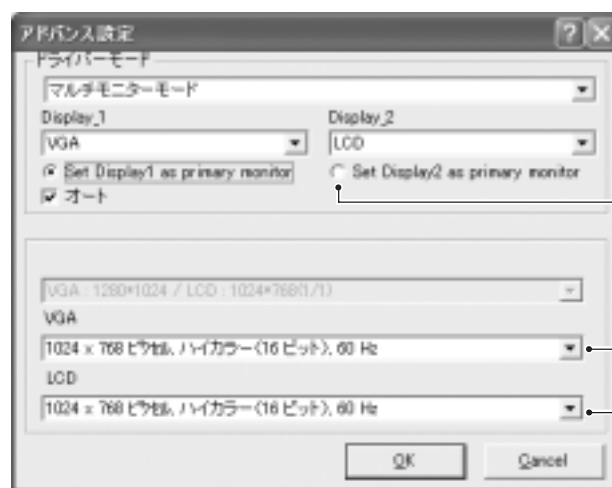 アドバンス設定
ドライバーモード
マルチモニターモード
Display_1 Display_2
VGA LCD
Set Display1 as primary monitor Set Display2 as primary monitor
オート
VGA : 1280*1024 / LCD : 1024*768(1/1)
VGA
1024 x 768 ピクセル, ハイカラー(16 ビット), 60 Hz
LCD
1024 x 768 ピクセル, ハイカラー(16 ビット), 60 Hz
OK Cancel